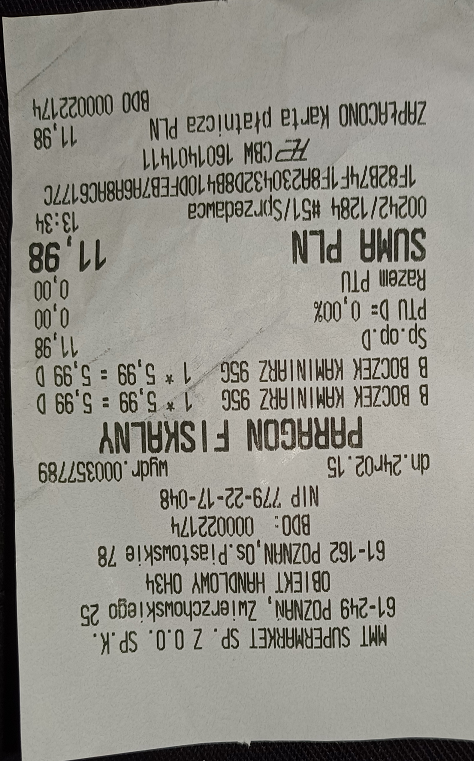 MMT SUPERMARKET SP. Z O.O. SP.K.
61-249 POZNAŃ, Zwierzchowskiego 25
OBIEKT HANDLOWY OH34
61-162 POZNAŃ,Os.Piastowskie 78
BDO: 000022174
NIP 779-22-17-048
dn.24r02.15 wydr.000357789
PARAGON FISKALNY
B BOCZEK KAMINIARZ 95G 1 * 5,99 = 5,99 D
B BOCZEK KAMINIARZ 95G 1 * 5,99 = 5,99 D
Sp.op.D 11,98
PTU D= 0,00% 0,00
Razem PTU 0,00
SUMA PLN 11,98
00242/1284 #51/Sprzedawca 13:34
1F82B74F1F8A230432D8B410DFEB7A6A8AC6177C
CBW 1601401411
ZAPŁACONO Karta płatnicza PLN 11,98
BDO 000022174